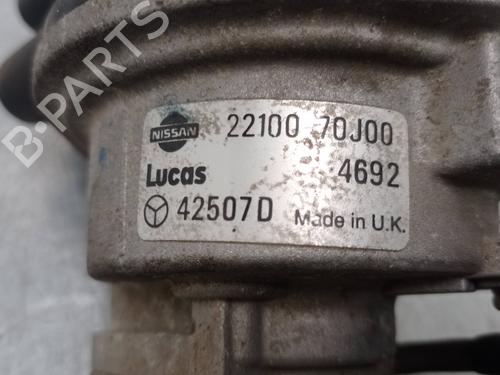 NISSAN 22100 70J00
Lucas 4692
42507D Made in U.K.
B-PARTS